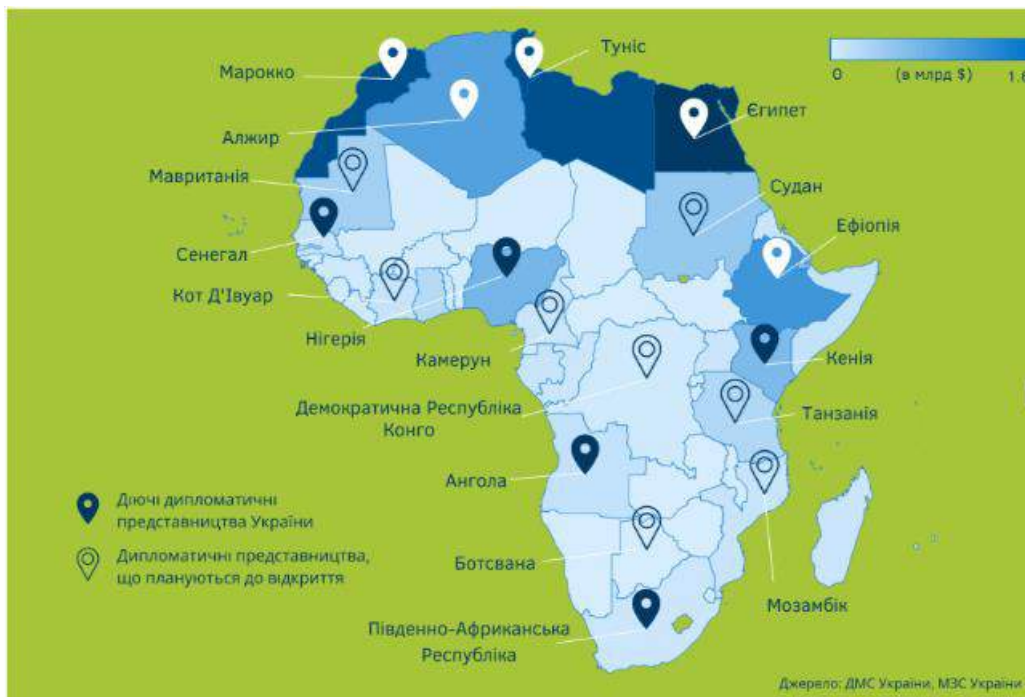 Туніс
Марокко
0 (в млрд $) 1.8
Єгипет
Алжир
Мавританія
Судан
Ефіопія
Сенегал
Кот Д'Івуар
Нігерія
Камерун
Кенія
Демократична Республіка
Конго
Танзанія
Ангола
Діючі дипломатичні
представництва України
Дипломатичні представництва,
що плануються до відкриття
Ботсвана
Мозамбік
Південно-Африканська
Республіка
Джерело: ДМС України, МЗС України